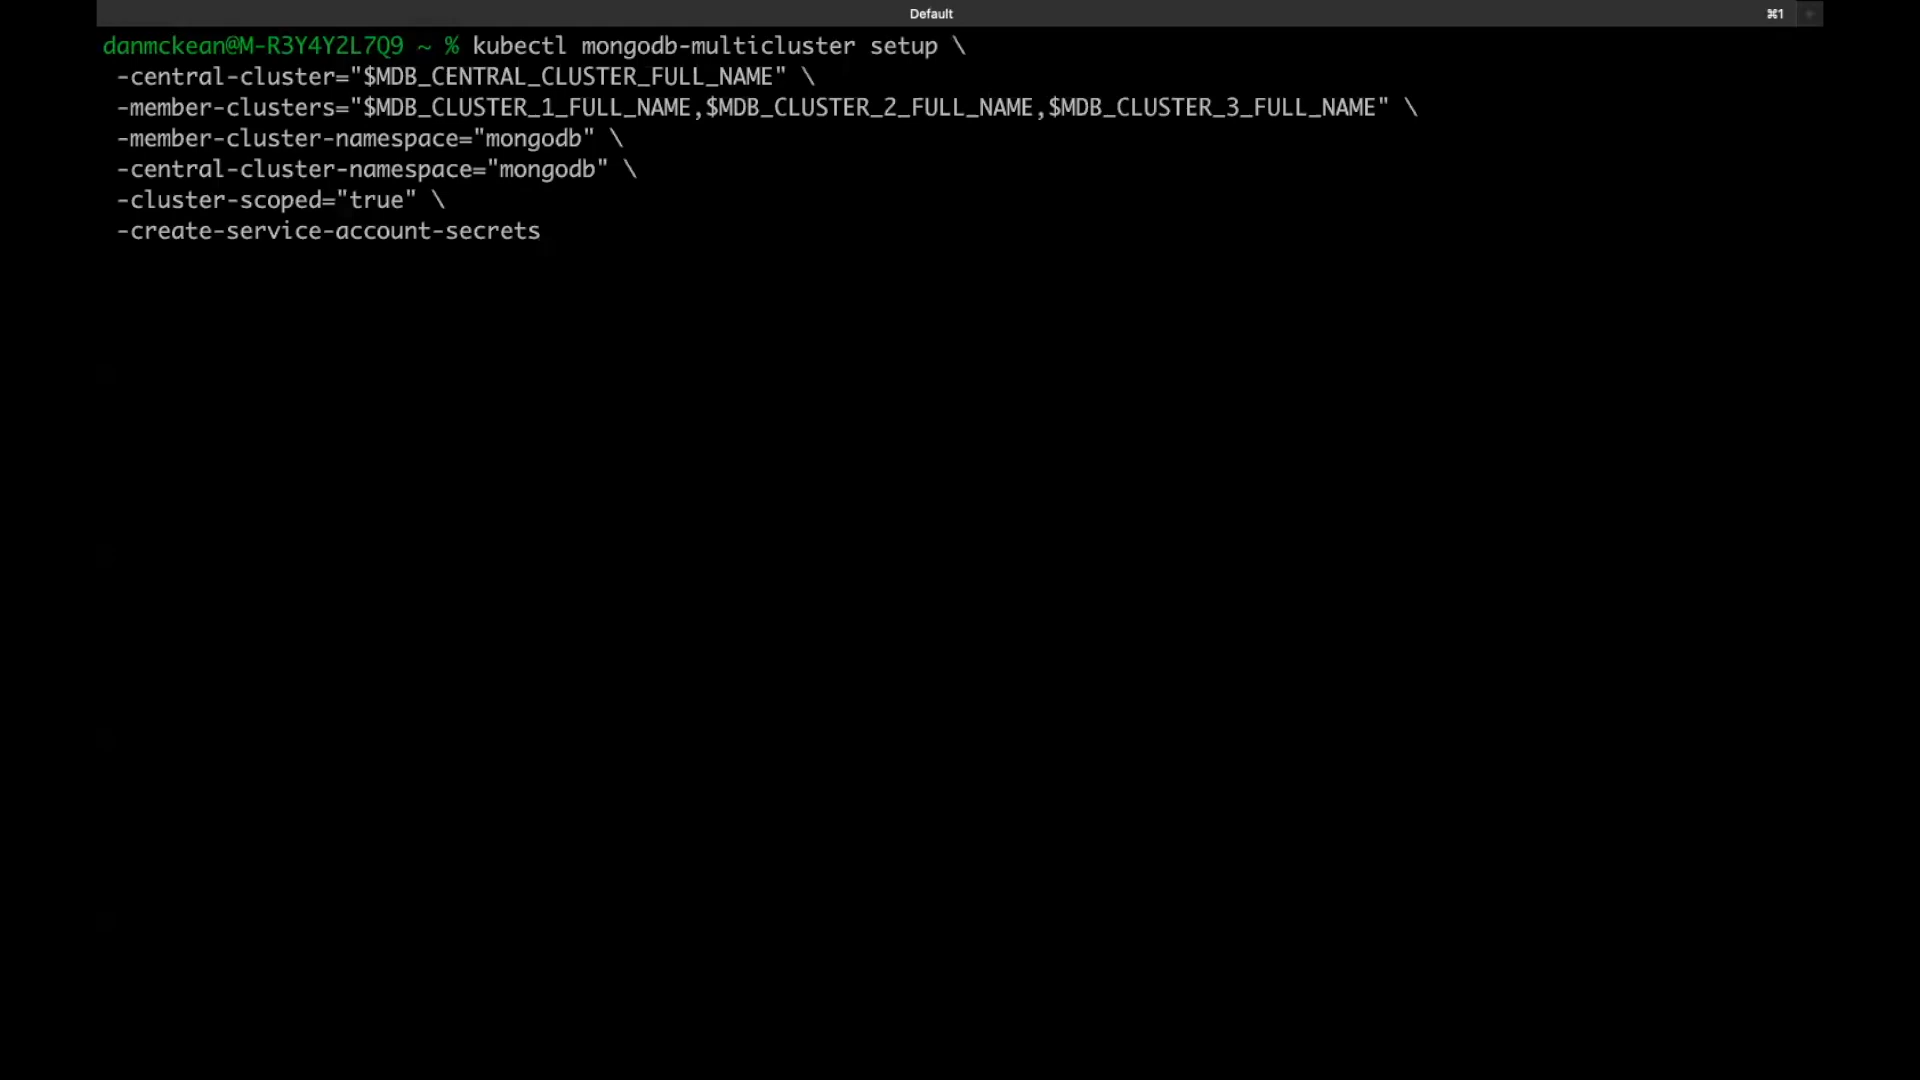 Default
⌘1
danmckean@M-R3Y4Y2L7Q9 ~ % kubectl mongodb-multicluster setup \
-central-cluster="$MDB_CENTRAL_CLUSTER_FULL_NAME" \
-member-clusters="$MDB_CLUSTER_1_FULL_NAME,$MDB_CLUSTER_2_FULL_NAME,$MDB_CLUSTER_3_FULL_NAME" \
-member-cluster-namespace="mongodb" \
-central-cluster-namespace="mongodb" \
-cluster-scoped="true" \
-create-service-account-secrets